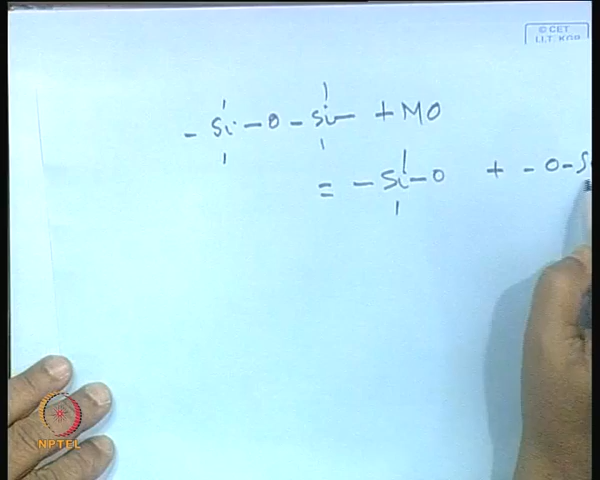 © CET
I.I.T. KGP
- Si - O - Si - + MO
= - Si - O + - O - S
NPTEL